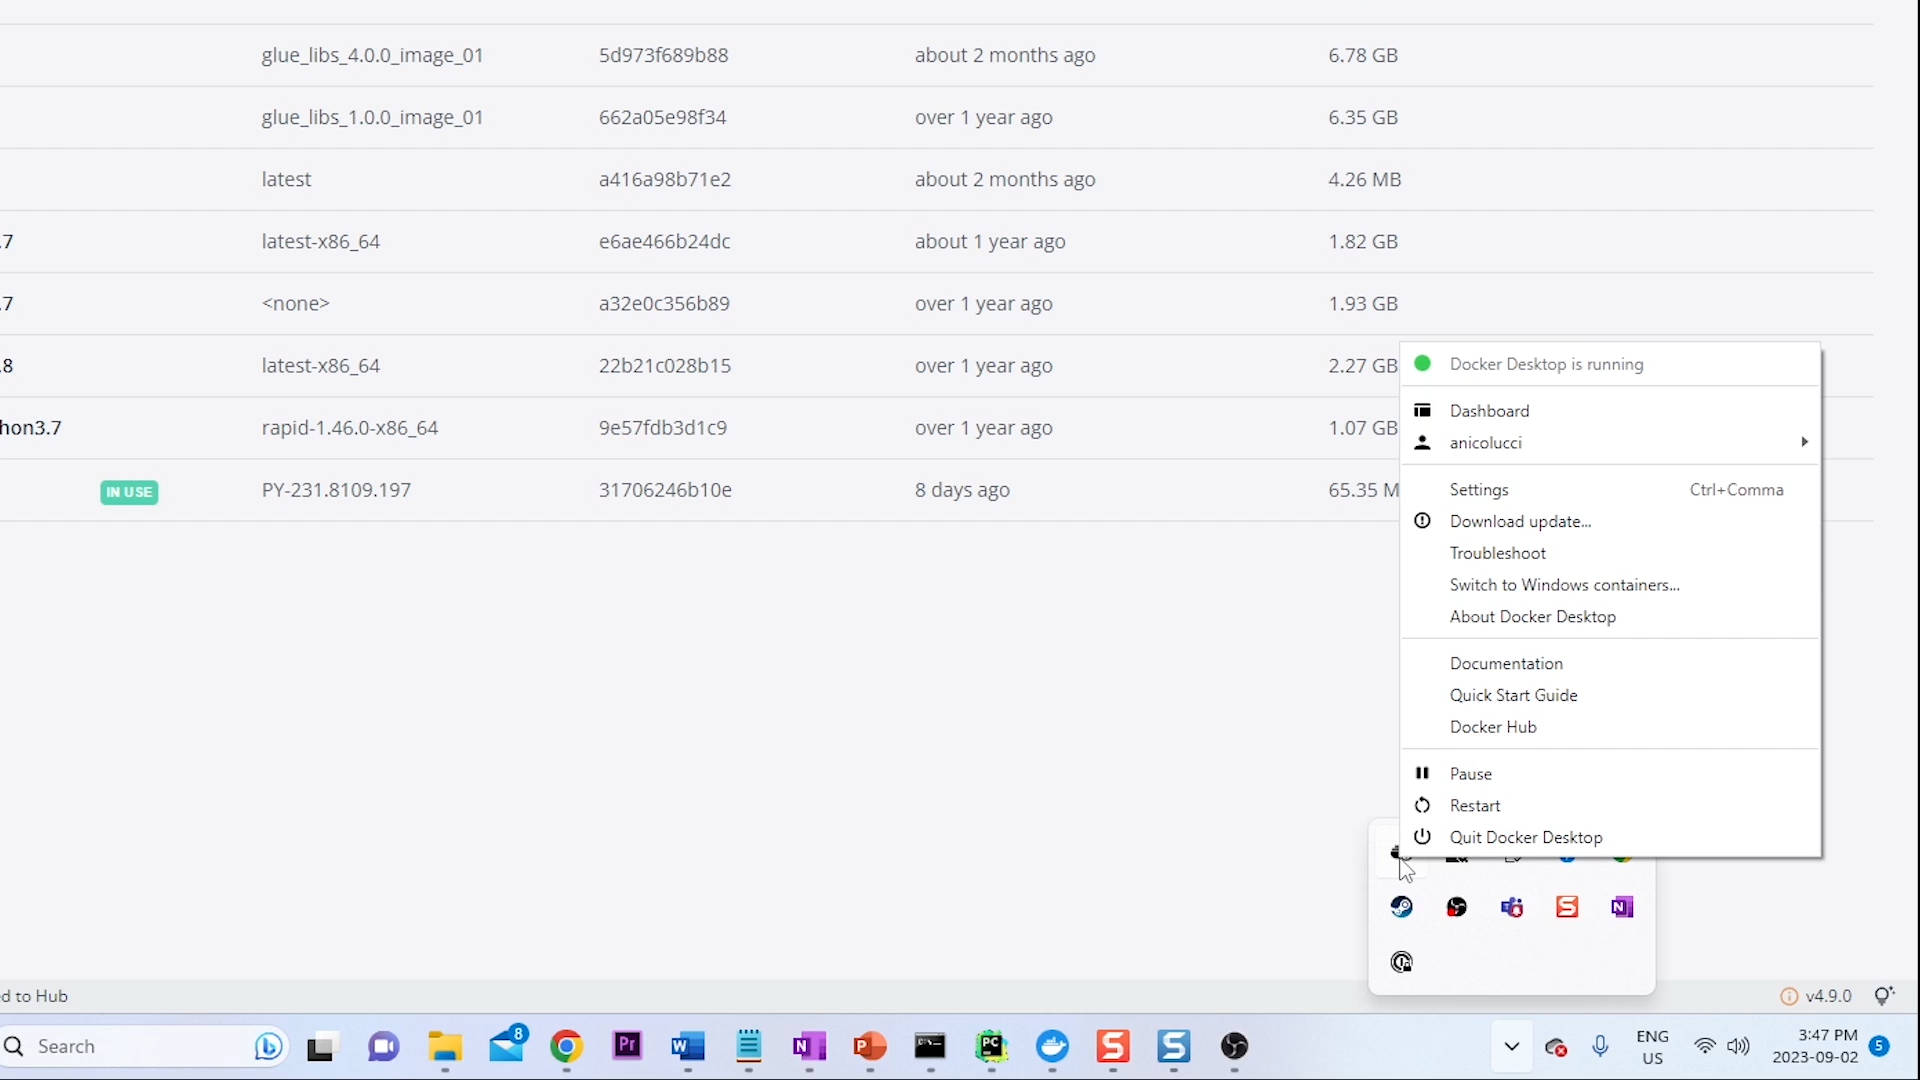 glue_libs_4.0.0_image_01 5d973f689b88 about 2 months ago 6.78 GB
glue_libs_1.0.0_image_01 662a05e98f34 over 1 year ago 6.35 GB
latest a416a98b71e2 about 2 months ago 4.26 MB
.7 latest-x86_64 e6ae466b24dc about 1 year ago 1.82 GB
.7 <none> a32e0c356b89 over 1 year ago 1.93 GB
.8 latest-x86_64 22b21c028b15 over 1 year ago 2.27 GB
hon3.7 rapid-1.46.0-x86_64 9e57fdb3d1c9 over 1 year ago 1.07 GB
IN USE PY-231.8109.197 31706246b10e 8 days ago 65.35 M
Docker Desktop is running
Dashboard
anicolucci
Settings Ctrl+Comma
Download update...
Troubleshoot
Switch to Windows containers...
About Docker Desktop
Documentation
Quick Start Guide
Docker Hub
Pause
Restart
Quit Docker Desktop
ed to Hub v4.9.0
Search 8 Pr W N P PC S S ENG 3:47 PM 5
US 2023-09-02